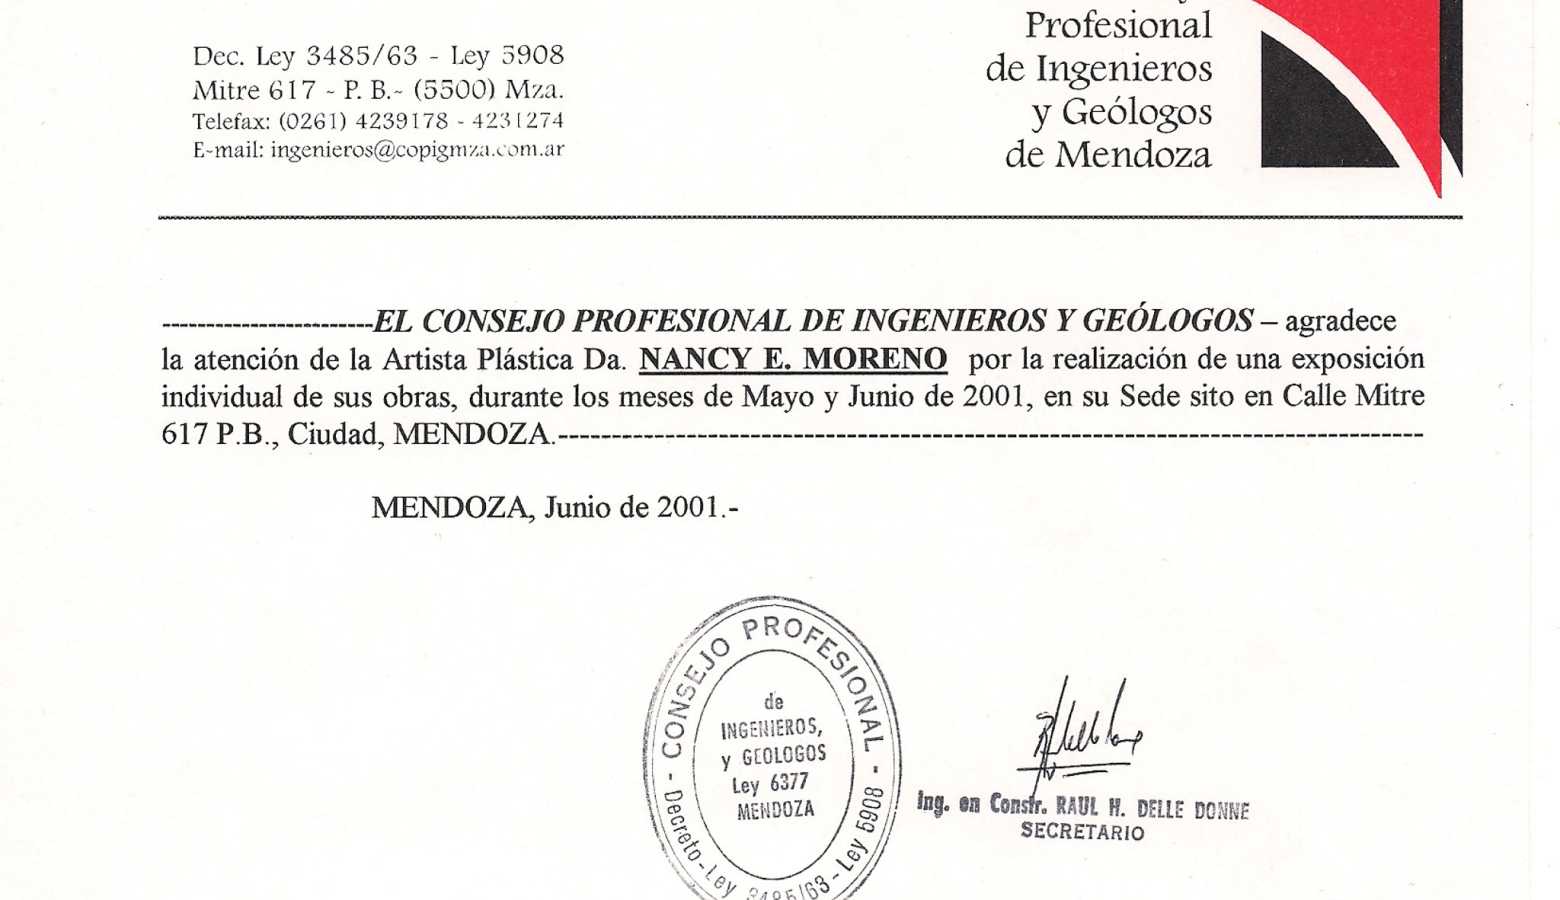 Dec. Ley 3485/63 - Ley 5908
Mitre 617 - P. B.- (5500) Mza.
Telefax: (0261) 4239178 - 4231274
E-mail: ingenieros@copigmza.com.ar
Profesional
de Ingenieros
y Geólogos
de Mendoza
------------------------EL CONSEJO PROFESIONAL DE INGENIEROS Y GEÓLOGOS – agradece
la atención de la Artista Plástica Da. NANCY E. MORENO por la realización de una exposición
individual de sus obras, durante los meses de Mayo y Junio de 2001, en su Sede sito en Calle Mitre
617 P.B., Ciudad, MENDOZA.--------------------------------------------------------------------------------------------------
MENDOZA, Junio de 2001.-
- CONSEJO PROFESIONAL -
de
INGENIEROS,
y GEOLOGOS
Ley 6377
MENDOZA
Decreto-Ley 3485/63 - Ley 5908
Ing. en Constr. RAUL H. DELLE DONNE
SECRETARIO